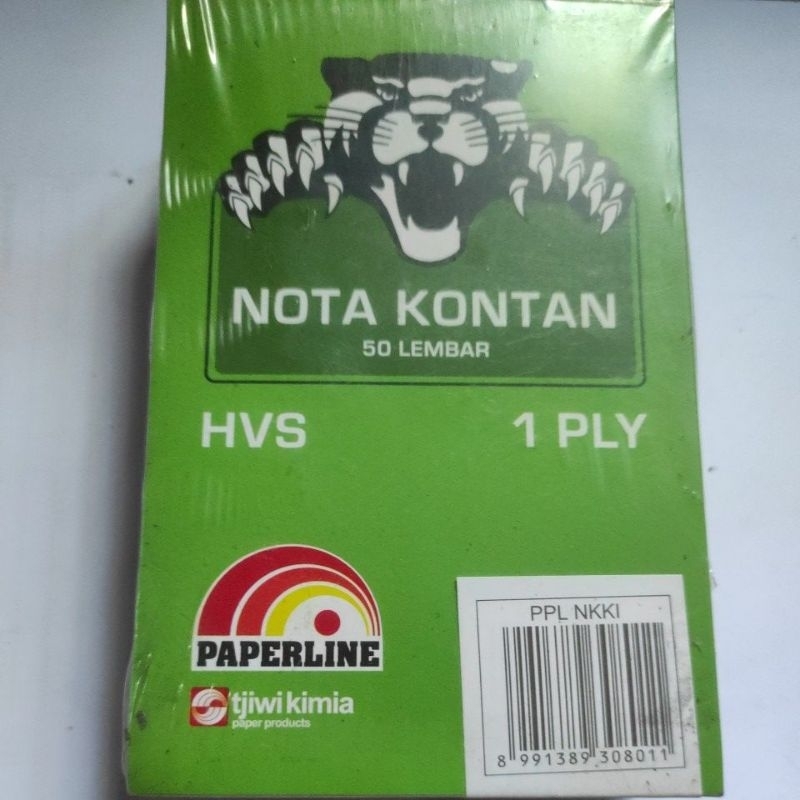 NOTA KONTAN
50 LEMBAR
HVS 1 PLY
PAPERLINE
tjiwi kimia
paper products
PPL NKKI
8 991389 308011